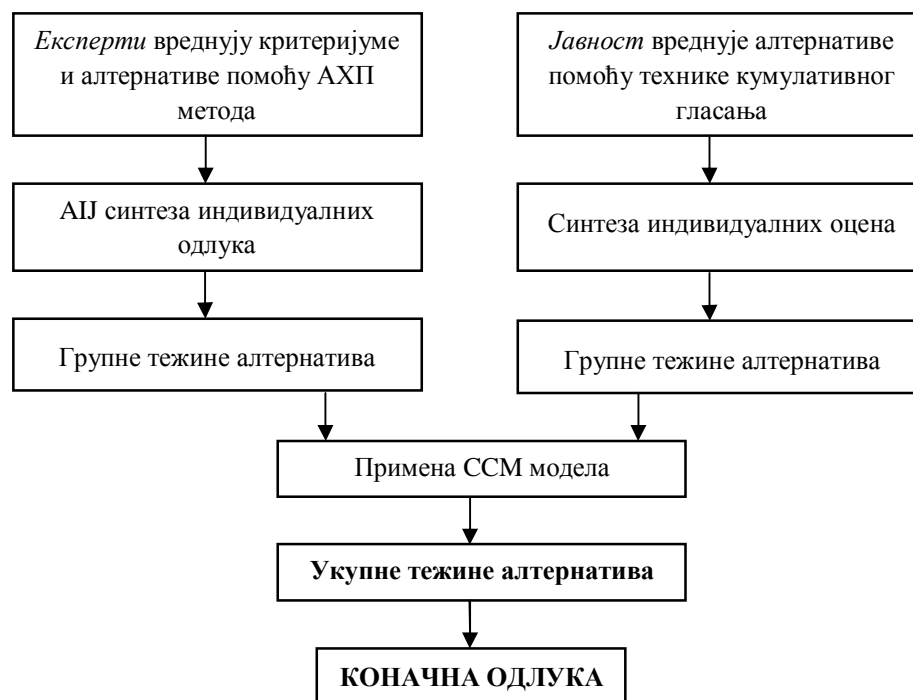 Експерти вреднују критеријуме
и алтернативе помоћу АХП
метода
Јавност вреднује алтернативе
помоћу технике кумулативног
гласања
AIJ синтеза индивидуалних
одлука
Синтеза индивидуалних оцена
Групне тежине алтернатива
Групне тежине алтернатива
Примена ССМ модела
Укупне тежине алтернатива
КОНАЧНА ОДЛУКА